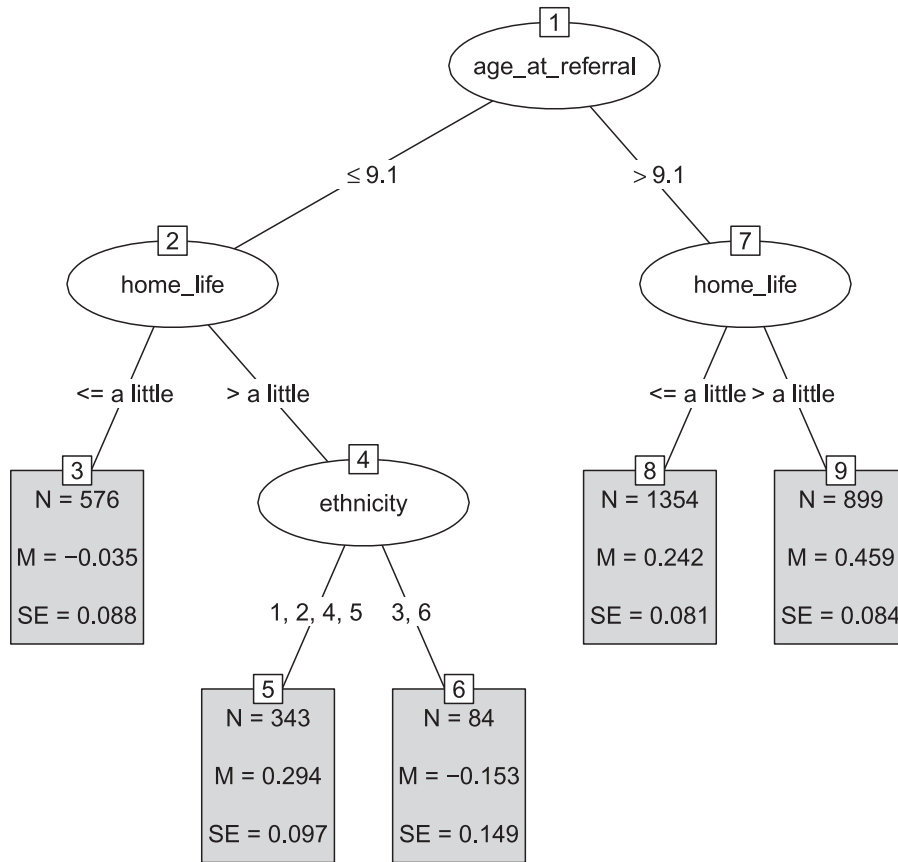 1
age_at_referral
≤ 9.1
> 9.1
2
home_life
7
home_life
<= a little
> a little
<= a little
> a little
3
N = 576
M = −0.035
SE = 0.088
4
ethnicity
8
N = 1354
M = 0.242
SE = 0.081
9
N = 899
M = 0.459
SE = 0.084
1, 2, 4, 5
3, 6
5
N = 343
M = 0.294
SE = 0.097
6
N = 84
M = −0.153
SE = 0.149